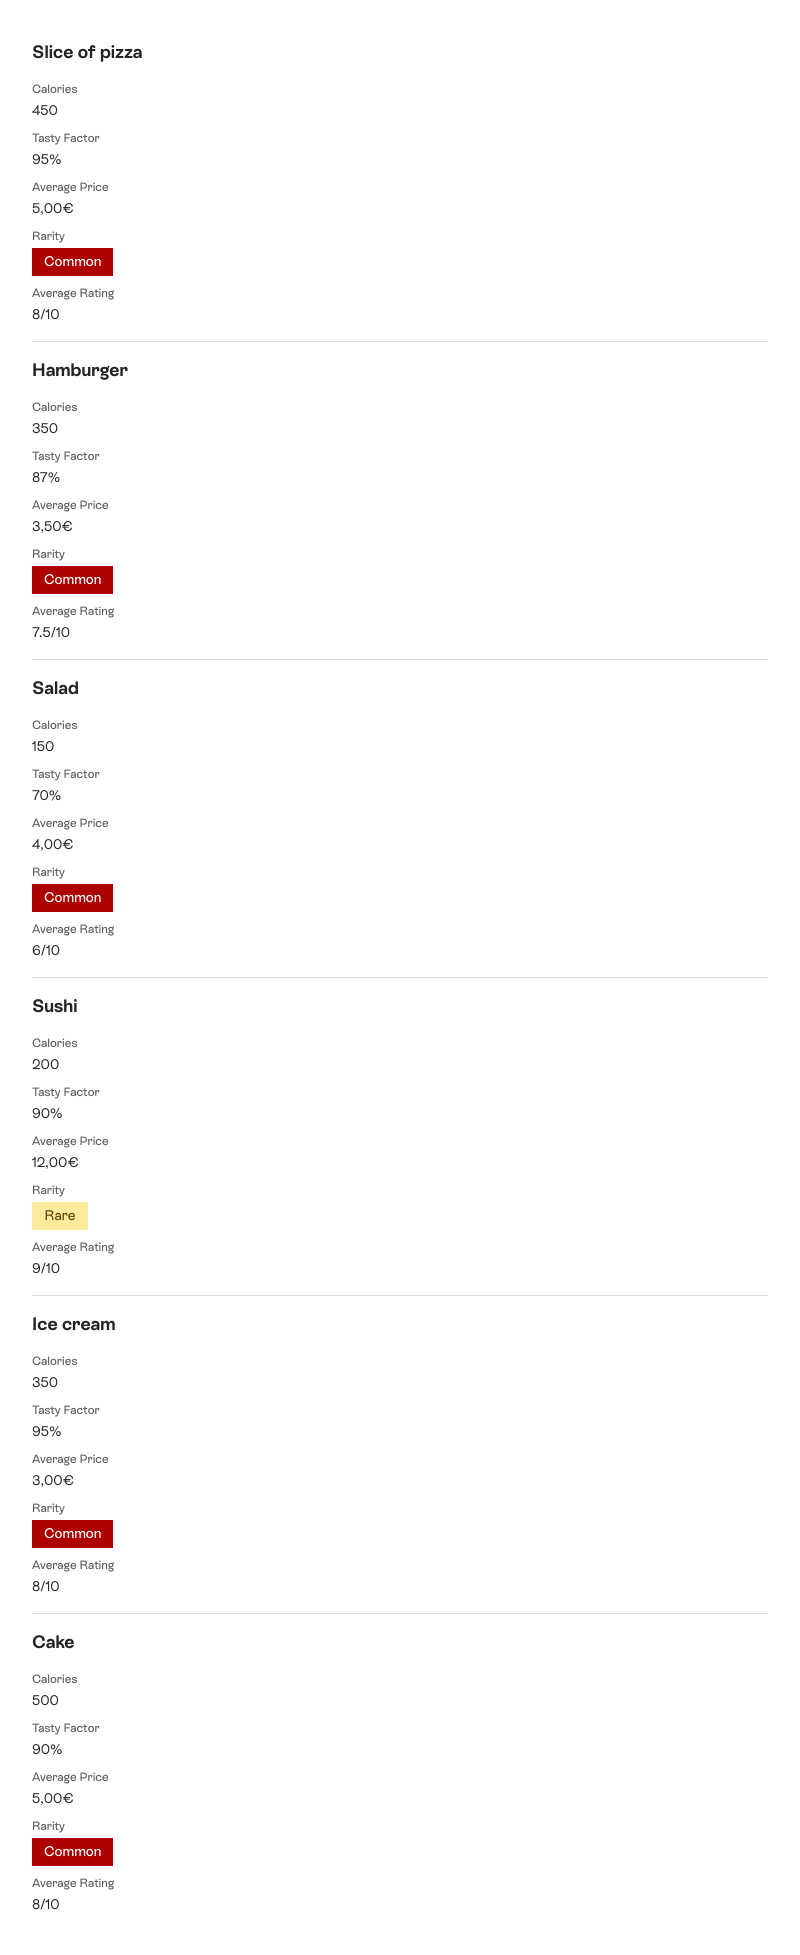 Slice of pizza
Calories
450
Tasty Factor
95%
Average Price
5,00€
Rarity
Common
Average Rating
8/10
Hamburger
Calories
350
Tasty Factor
87%
Average Price
3,50€
Rarity
Common
Average Rating
7.5/10
Salad
Calories
150
Tasty Factor
70%
Average Price
4,00€
Rarity
Common
Average Rating
6/10
Sushi
Calories
200
Tasty Factor
90%
Average Price
12,00€
Rarity
Rare
Average Rating
9/10
Ice cream
Calories
350
Tasty Factor
95%
Average Price
3,00€
Rarity
Common
Average Rating
8/10
Cake
Calories
500
Tasty Factor
90%
Average Price
5,00€
Rarity
Common
Average Rating
8/10